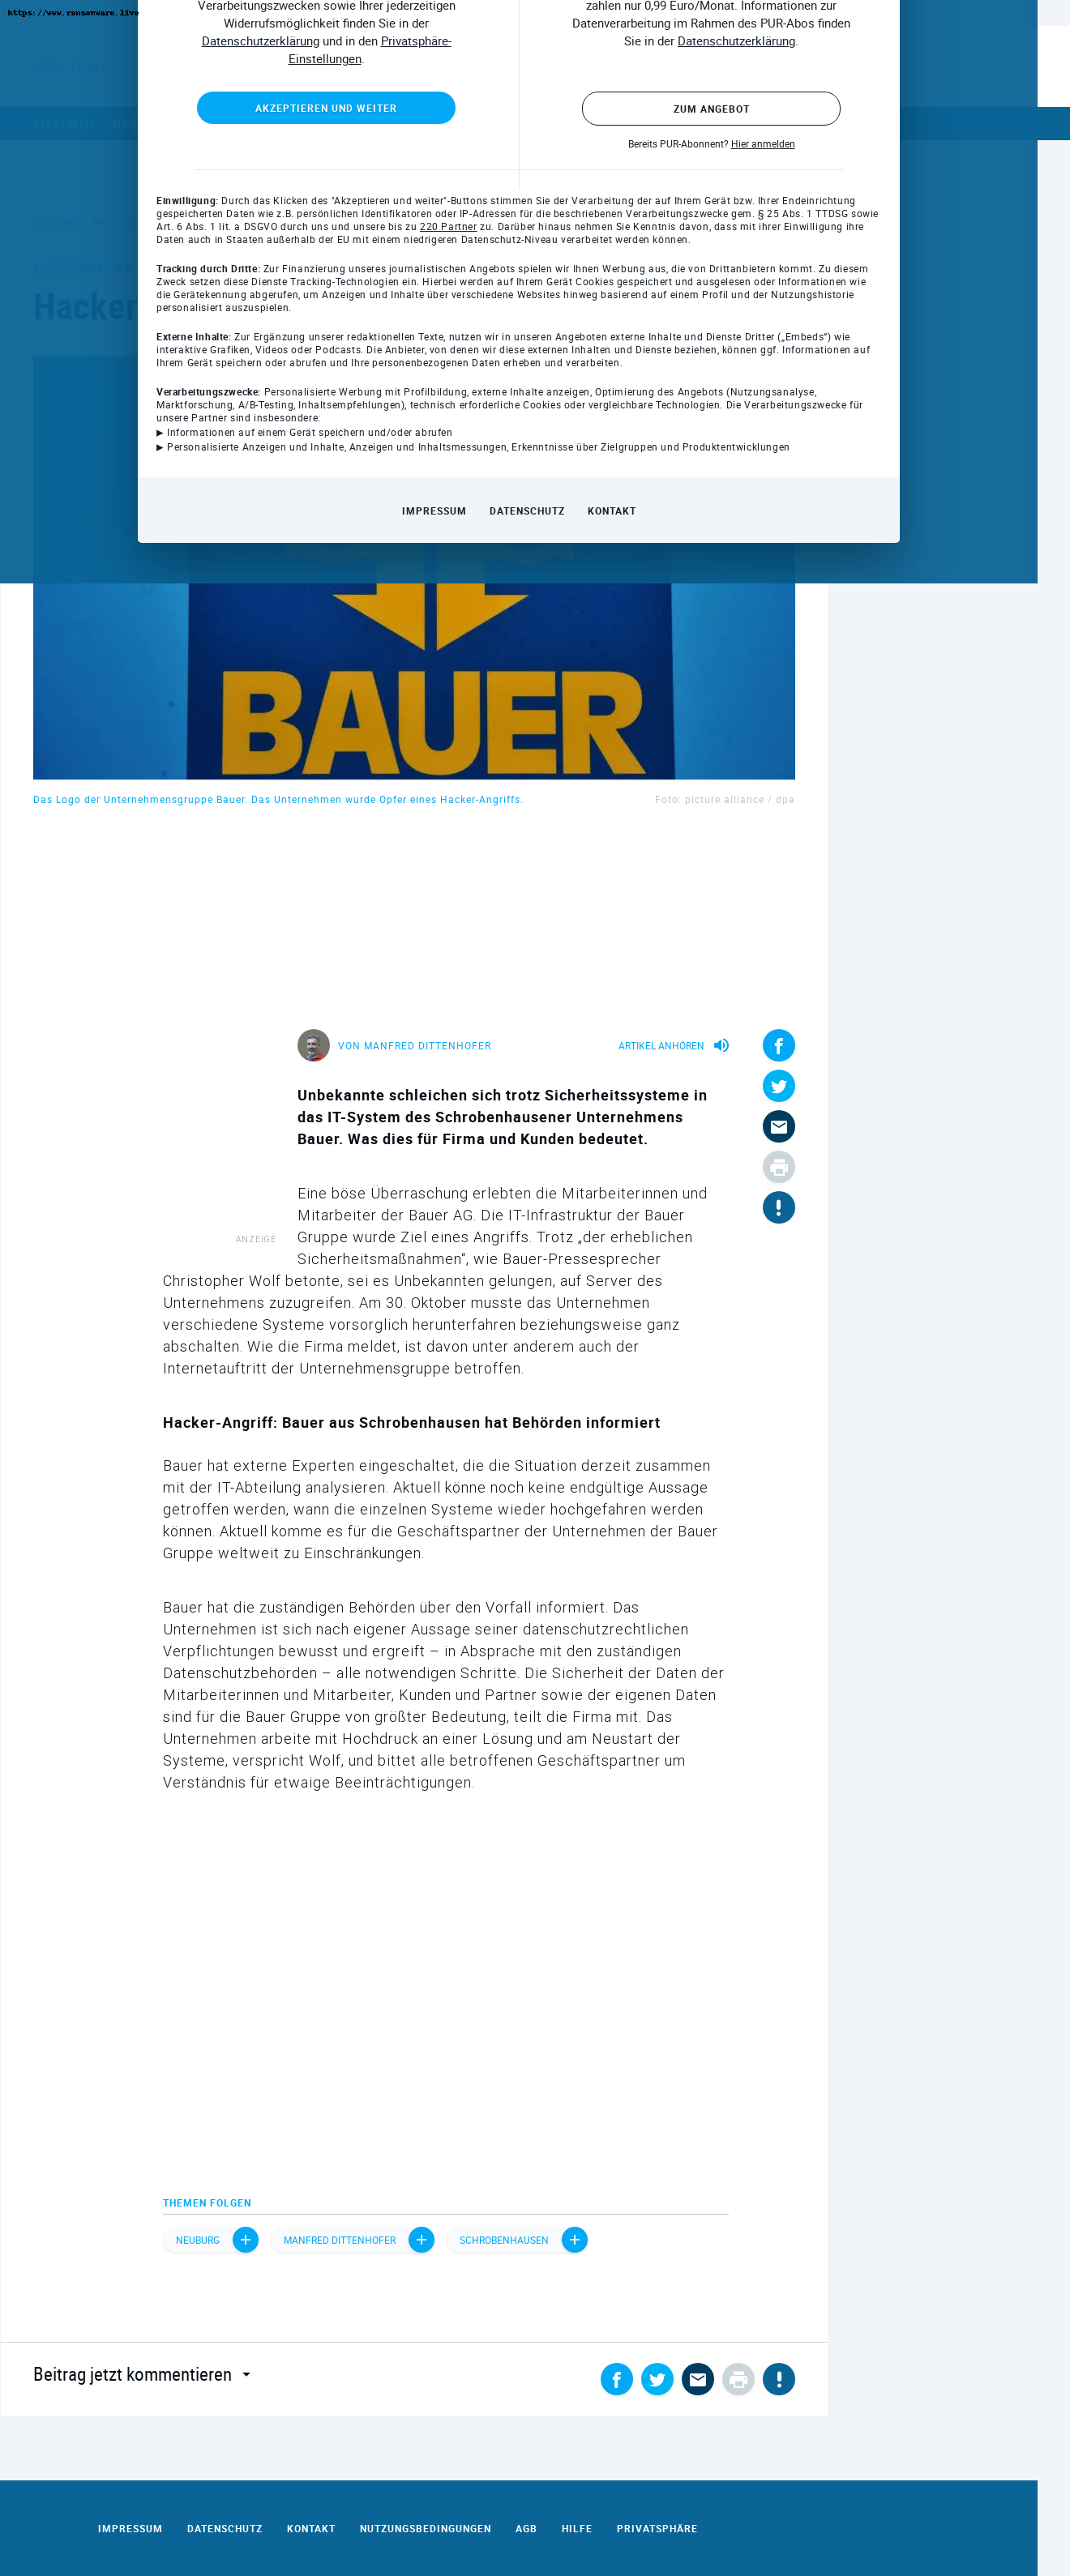 https://www.ransomware.live
Verarbeitungszwecken sowie Ihrer jederzeitigen
Widerrufsmöglichkeit finden Sie in der
Datenschutzerklärung und in den Privatsphäre-
Einstellungen.
AKZEPTIEREN UND WEITER
zahlen nur 0,99 Euro/Monat. Informationen zur
Datenverarbeitung im Rahmen des PUR-Abos finden
Sie in der Datenschutzerklärung.
ZUM ANGEBOT
Bereits PUR-Abonnent? Hier anmelden
STARTSEITE
SCHROBENHAUSEN
Hacker
Einwilligung: Durch das Klicken des "Akzeptieren und weiter"-Buttons stimmen Sie der Verarbeitung der auf Ihrem Gerät bzw. Ihrer Endeinrichtung
gespeicherten Daten wie z.B. persönlichen Identifikatoren oder IP-Adressen für die beschriebenen Verarbeitungszwecke gem. § 25 Abs. 1 TTDSG sowie
Art. 6 Abs. 1 lit. a DSGVO durch uns und unsere bis zu 220 Partner zu. Darüber hinaus nehmen Sie Kenntnis davon, dass mit ihrer Einwilligung ihre
Daten auch in Staaten außerhalb der EU mit einem niedrigeren Datenschutz-Niveau verarbeitet werden können.
Tracking durch Dritte: Zur Finanzierung unseres journalistischen Angebots spielen wir Ihnen Werbung aus, die von Drittanbietern kommt. Zu diesem
Zweck setzen diese Dienste Tracking-Technologien ein. Hierbei werden auf Ihrem Gerät Cookies gespeichert und ausgelesen oder Informationen wie
die Gerätekennung abgerufen, um Anzeigen und Inhalte über verschiedene Websites hinweg basierend auf einem Profil und der Nutzungshistorie
personalisiert auszuspielen.
Externe Inhalte: Zur Ergänzung unserer redaktionellen Texte, nutzen wir in unseren Angeboten externe Inhalte und Dienste Dritter („Embeds“) wie
interaktive Grafiken, Videos oder Podcasts. Die Anbieter, von denen wir diese externen Inhalten und Dienste beziehen, können ggf. Informationen auf
Ihrem Gerät speichern oder abrufen und Ihre personenbezogenen Daten erheben und verarbeiten.
Verarbeitungszwecke: Personalisierte Werbung mit Profilbildung, externe Inhalte anzeigen, Optimierung des Angebots (Nutzungsanalyse,
Marktforschung, A/B-Testing, Inhaltsempfehlungen), technisch erforderliche Cookies oder vergleichbare Technologien. Die Verarbeitungszwecke für
unsere Partner sind insbesondere:
▶ Informationen auf einem Gerät speichern und/oder abrufen
▶ Personalisierte Anzeigen und Inhalte, Anzeigen und Inhaltsmessungen, Erkenntnisse über Zielgruppen und Produktentwicklungen
IMPRESSUM DATENSCHUTZ KONTAKT
BAUER
Das Logo der Unternehmensgruppe Bauer. Das Unternehmen wurde Opfer eines Hacker-Angriffs.
Foto: picture alliance / dpa
VON MANFRED DITTENHOFER
ARTIKEL ANHÖREN
Unbekannte schleichen sich trotz Sicherheitssysteme in
das IT-System des Schrobenhausener Unternehmens
Bauer. Was dies für Firma und Kunden bedeutet.
ANZEIGE
Eine böse Überraschung erlebten die Mitarbeiterinnen und
Mitarbeiter der Bauer AG. Die IT-Infrastruktur der Bauer
Gruppe wurde Ziel eines Angriffs. Trotz „der erheblichen
Sicherheitsmaßnahmen“, wie Bauer-Pressesprecher
Christopher Wolf betonte, sei es Unbekannten gelungen, auf Server des
Unternehmens zuzugreifen. Am 30. Oktober musste das Unternehmen
verschiedene Systeme vorsorglich herunterfahren beziehungsweise ganz
abschalten. Wie die Firma meldet, ist davon unter anderem auch der
Internetauftritt der Unternehmensgruppe betroffen.
Hacker-Angriff: Bauer aus Schrobenhausen hat Behörden informiert
Bauer hat externe Experten eingeschaltet, die die Situation derzeit zusammen
mit der IT-Abteilung analysieren. Aktuell könne noch keine endgültige Aussage
getroffen werden, wann die einzelnen Systeme wieder hochgefahren werden
können. Aktuell komme es für die Geschäftspartner der Unternehmen der Bauer
Gruppe weltweit zu Einschränkungen.
Bauer hat die zuständigen Behörden über den Vorfall informiert. Das
Unternehmen ist sich nach eigener Aussage seiner datenschutzrechtlichen
Verpflichtungen bewusst und ergreift – in Absprache mit den zuständigen
Datenschutzbehörden – alle notwendigen Schritte. Die Sicherheit der Daten der
Mitarbeiterinnen und Mitarbeiter, Kunden und Partner sowie der eigenen Daten
sind für die Bauer Gruppe von größter Bedeutung, teilt die Firma mit. Das
Unternehmen arbeite mit Hochdruck an einer Lösung und am Neustart der
Systeme, verspricht Wolf, und bittet alle betroffenen Geschäftspartner um
Verständnis für etwaige Beeinträchtigungen.
THEMEN FOLGEN
NEUBURG
MANFRED DITTENHOFER
SCHROBENHAUSEN
Beitrag jetzt kommentieren
IMPRESSUM DATENSCHUTZ KONTAKT NUTZUNGSBEDINGUNGEN AGB HILFE PRIVATSPHÄRE